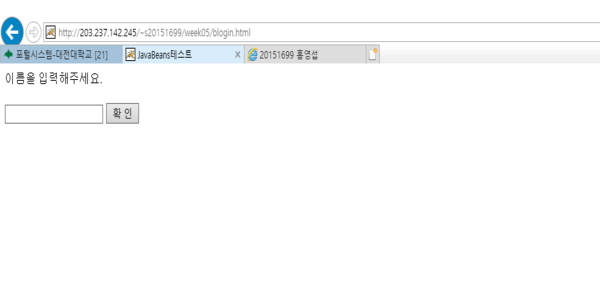 http://203.237.142.245/~s20151699/week05/blogin.html
포털시스템-대전대학교 [21] JavaBeans테스트 x 20151699 홍영섭
이름을 입력해주세요.
확 인